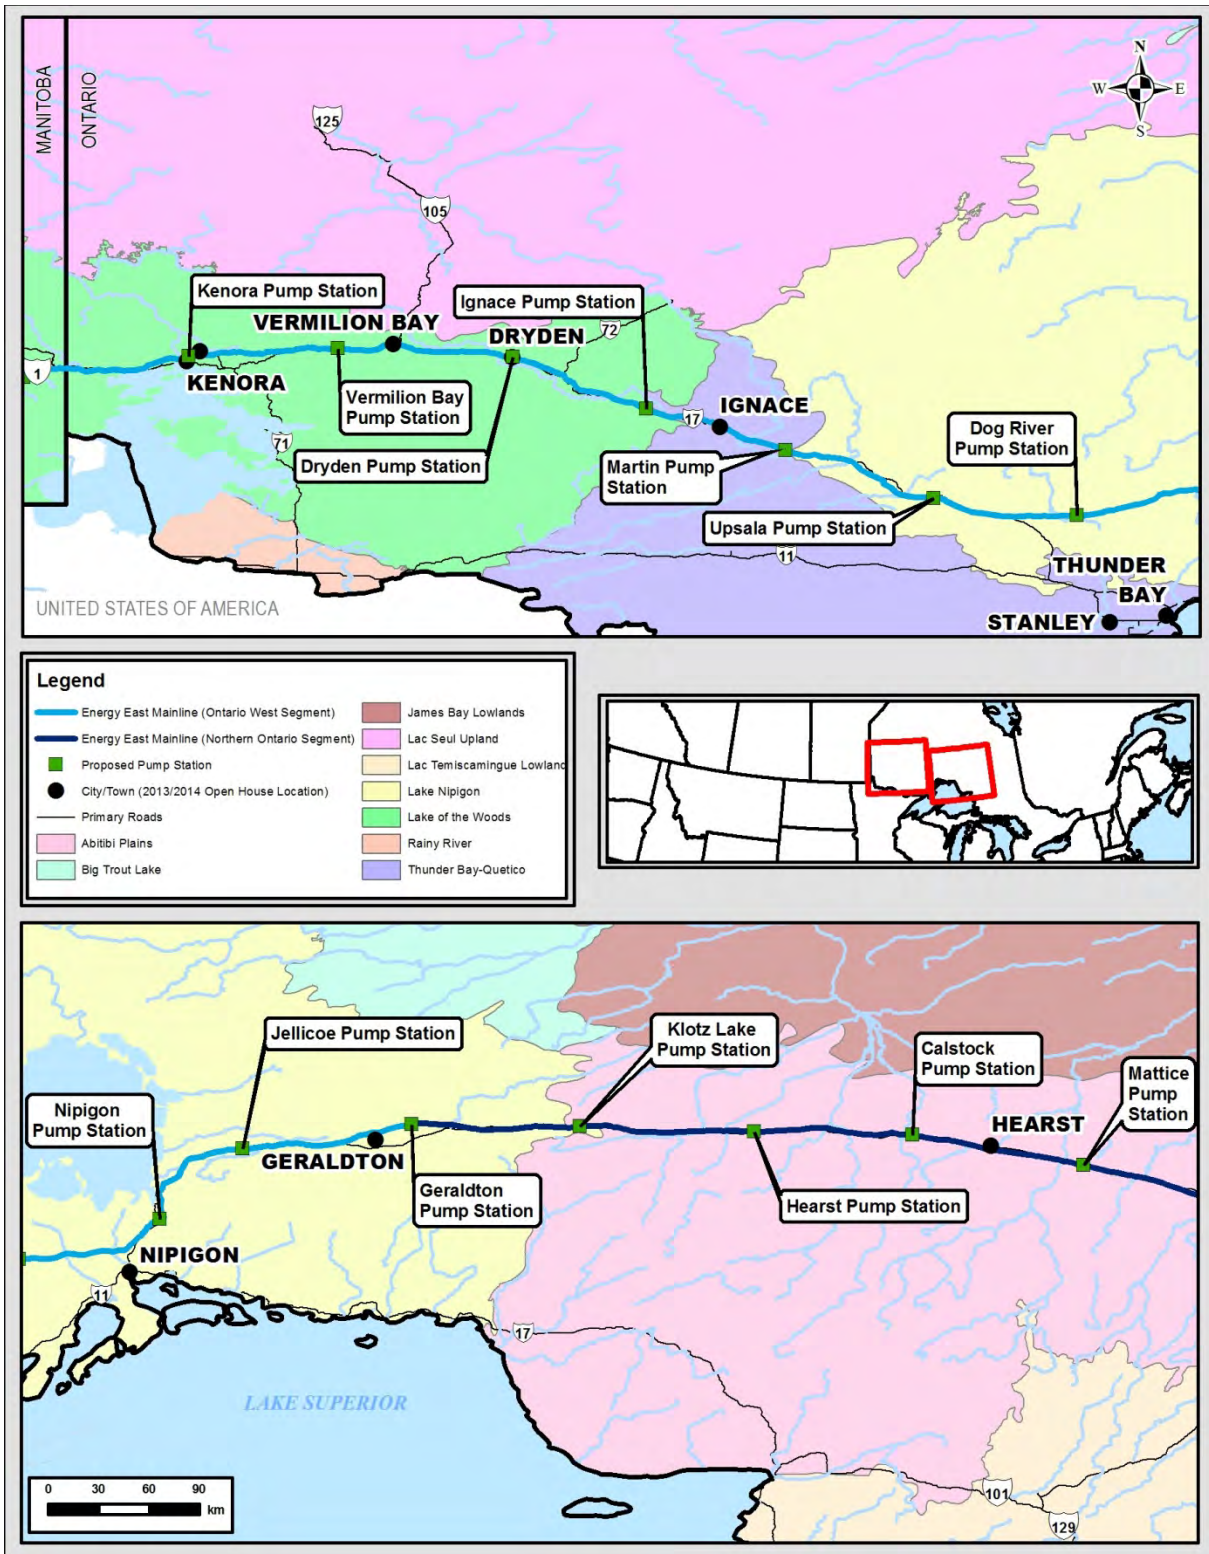 MANITOBA
ONTARIO
N
W E
S
125
105
Kenora Pump Station
Ignace Pump Station
VERMILION BAY
DRYDEN
72
1
KENORA
Vermilion Bay
Pump Station
IGNACE
17
71
Dryden Pump Station
Martin Pump
Station
Dog River
Pump Station
Upsala Pump Station
11
THUNDER
BAY
STANLEY
UNITED STATES OF AMERICA
Legend
Energy East Mainline (Ontario West Segment)
Energy East Mainline (Northern Ontario Segment)
Proposed Pump Station
City/Town (2013/2014 Open House Location)
Primary Roads
Abitibi Plains
Big Trout Lake
James Bay Lowlands
Lac Seul Upland
Lac Temiscamingue Lowland
Lake Nipigon
Lake of the Woods
Rainy River
Thunder Bay-Quetico
Jellicoe Pump Station
Klotz Lake
Pump Station
Calstock
Pump Station
Mattice
Pump
Station
Nipigon
Pump Station
HEARST
GERALDTON
Geraldton
Pump Station
Hearst Pump Station
NIPIGON
11
17
LAKE SUPERIOR
0 30 60 90
km
101
129